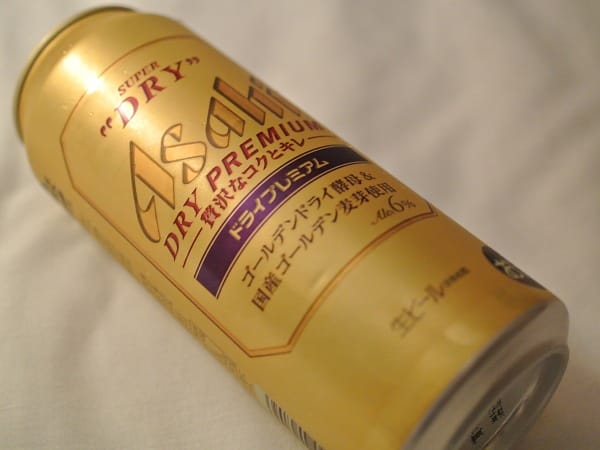 SUPER
"DRY"
Asahi
DRY PREMIUM
贅沢なコクとキレ
ドライプレミアム
ゴールデンドライ酵母&
国産ゴールデン麦芽使用
Alc.6%
生ビール